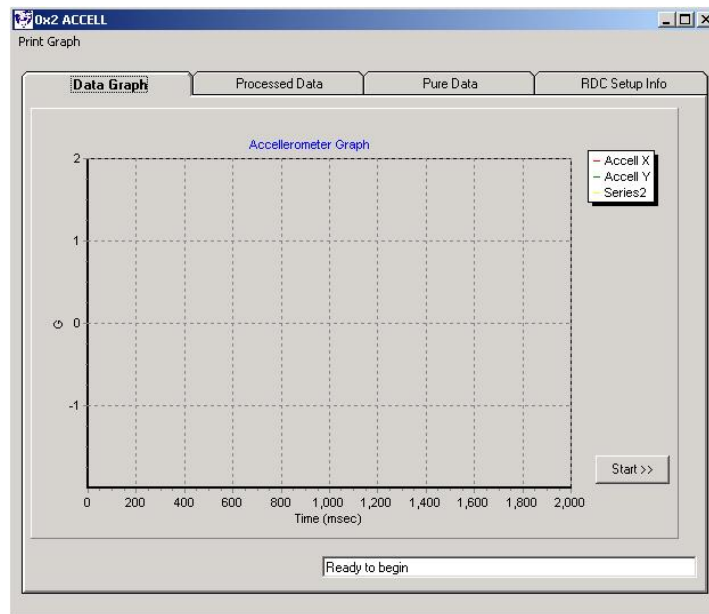 0x2 ACCELL
Print Graph
Data Graph
Processed Data
Pure Data
RDC Setup Info
Accellerometer Graph
Accell X
Accell Y
Series2
2
1
0
-1
G
0 200 400 600 800 1,000 1,200 1,400 1,600 1,800 2,000
Time (msec)
Start >>
Ready to begin